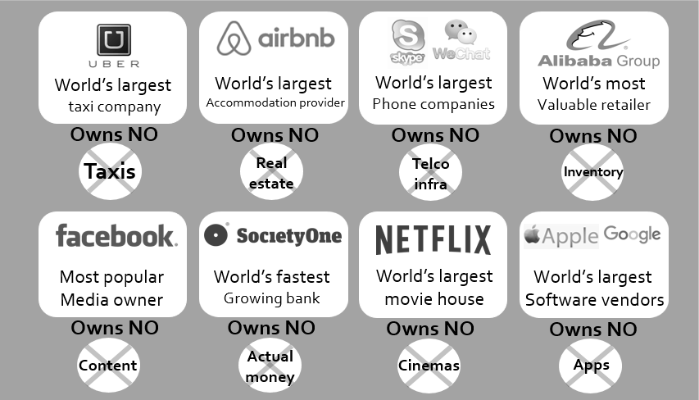 UBER
World's largest
taxi company
Owns NO
Taxis
airbnb
World's largest
Accommodation provider
Owns NO
Real
estate
skype WeChat
World's largest
Phone companies
Owns NO
Telco
infra
Alibaba Group
World's most
Valuable retailer
Owns NO
Inventory
facebook.
Most popular
Media owner
Owns NO
Content
SocietyOne
World's fastest
Growing bank
Owns NO
Actual
money
NETFLIX
World's largest
movie house
Owns NO
Cinemas
Apple Google
World's largest
Software vendors
Owns NO
Apps